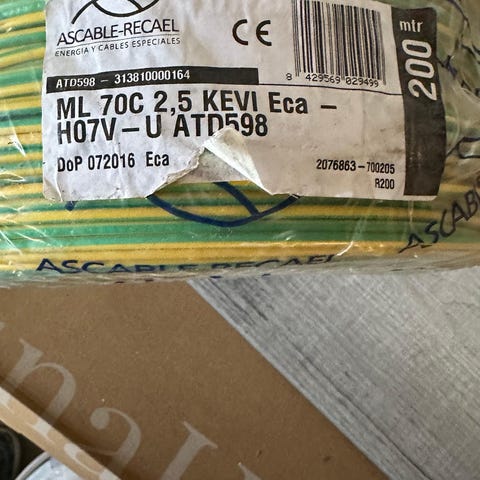 ASCABLE-RECAEL
ENERGIA Y CABLES ESPECIALES
CE
8 429569 029499
200 mtr
ATD598 - 313810000164
ML 70C 2,5 KEVI Eca -
H07V-U ATD598
DoP 072016 Eca
2076863-700205
R200
ASCABLE-RECAEL
ASCABL